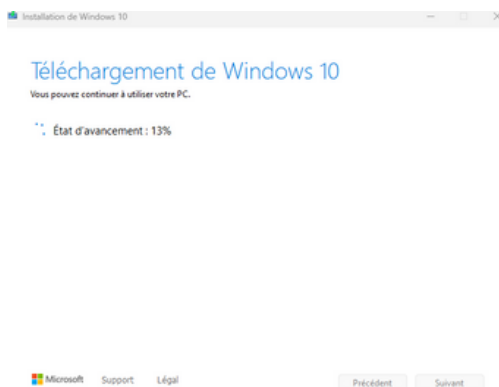 Installation de Windows 10
Téléchargement de Windows 10
Vous pouvez continuer à utiliser votre PC.
État d'avancement : 13%
Microsoft Support Légal Précédent Suivant